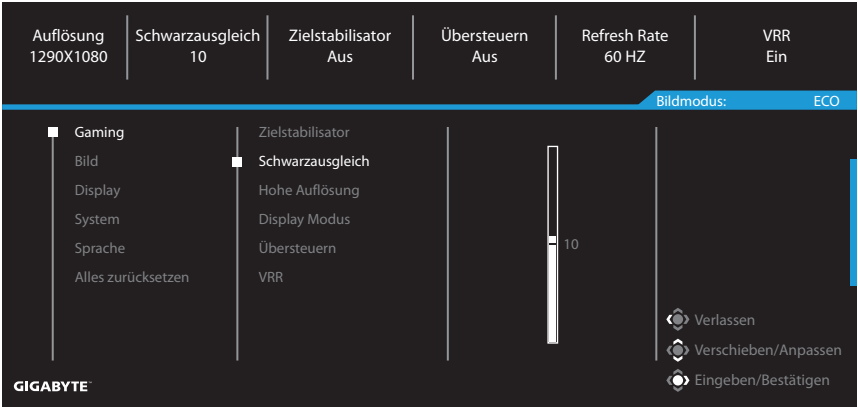 Auflösung Schwarzausgleich Zielstabilisator Übersteuern Refresh Rate VRR
1290X1080 10 Aus Aus 60 HZ Ein
Bildmodus: ECO
Gaming
Bild
Display
System
Sprache
Alles zurücksetzen
Zielstabilisator
Schwarzausgleich
Hohe Auflösung
Display Modus
Übersteuern
VRR
10
Verlassen
Verschieben/Anpassen
Eingeben/Bestätigen
GIGABYTE™